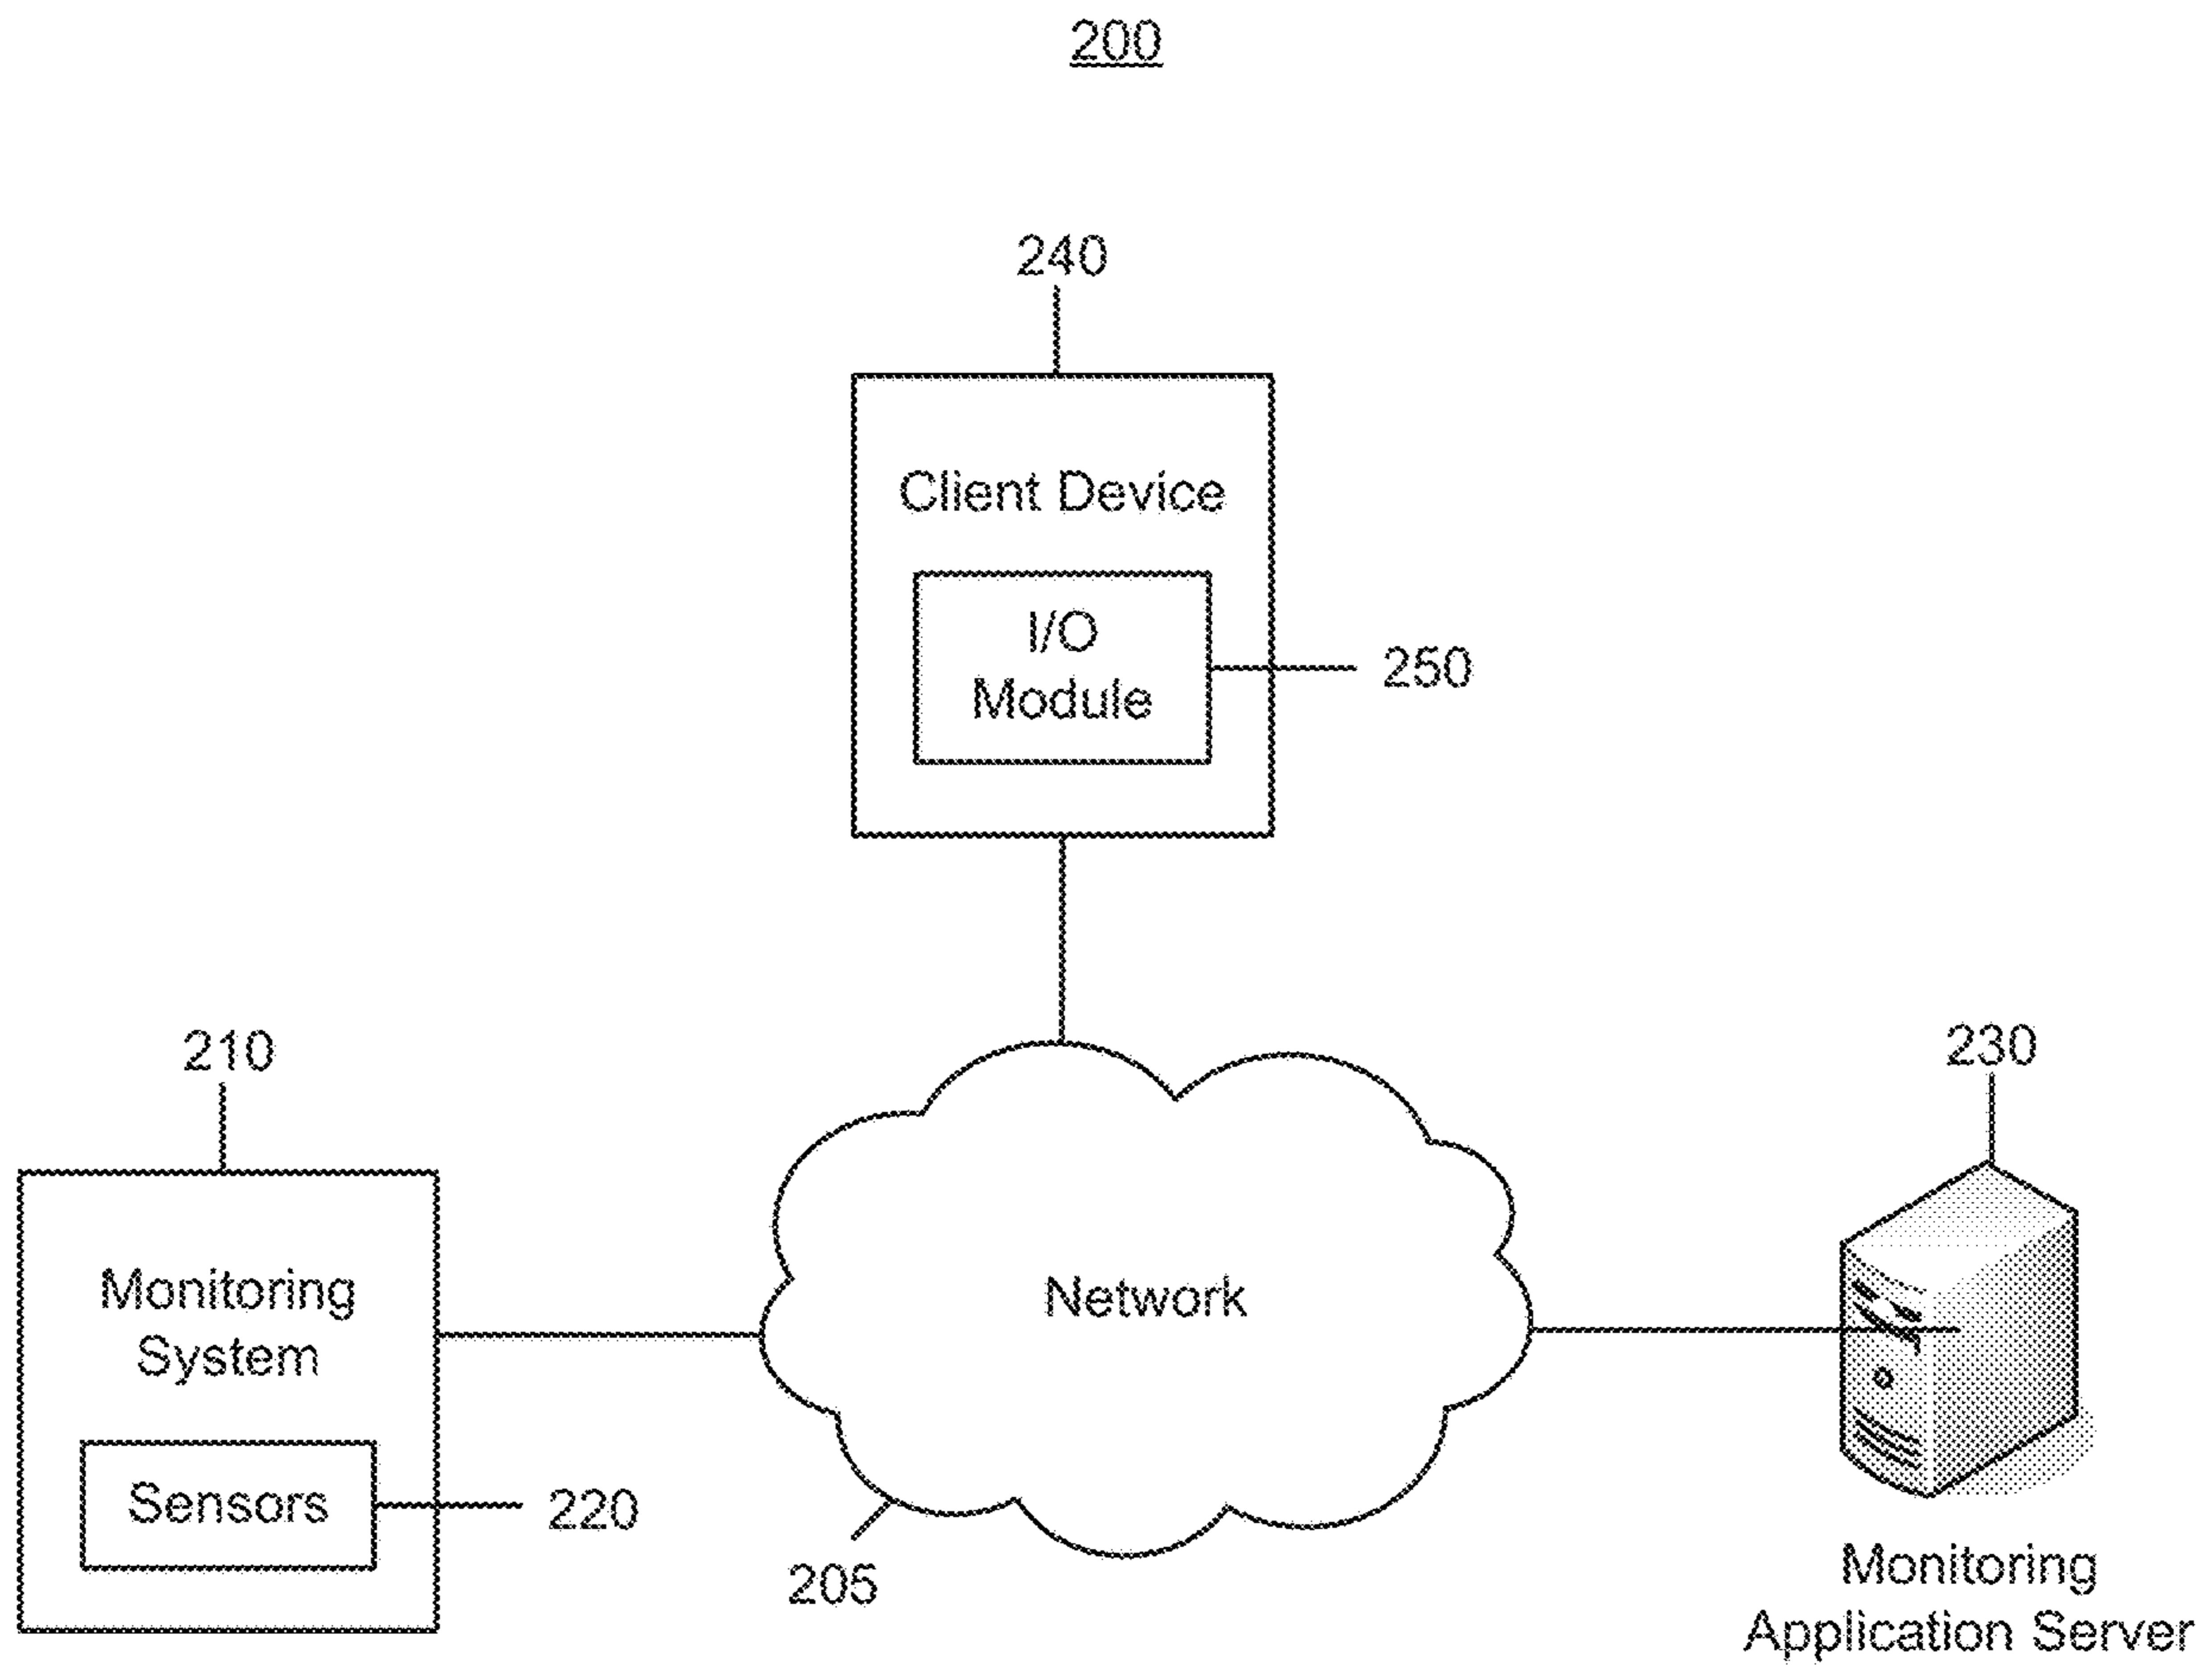 200
240
Client Device
I/O
Module
250
210
230
Monitoring
System
Network
Sensors
220
205
Monitoring
Application Server